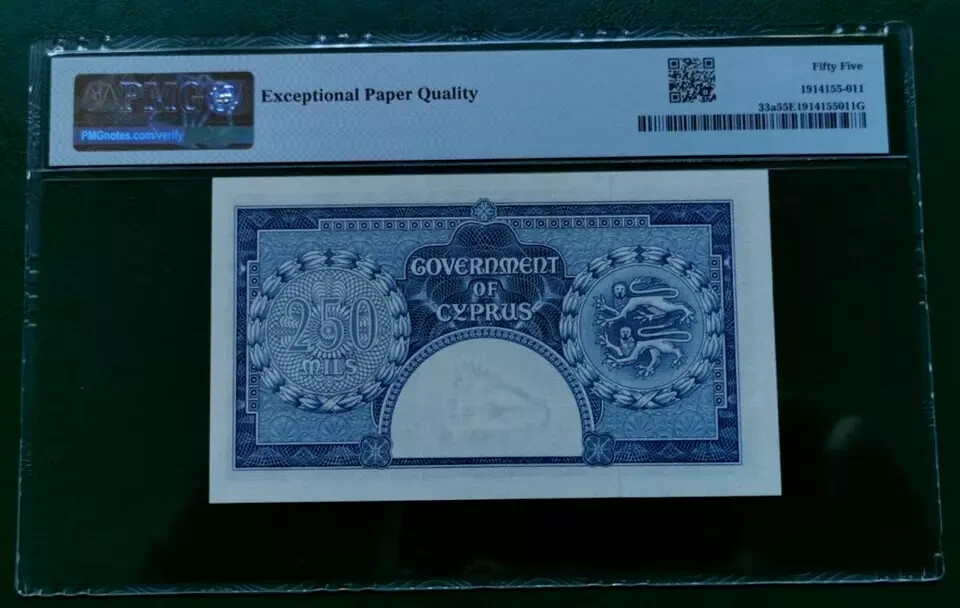 PMG
PMGnotes.com/verify
Exceptional Paper Quality
Fifty Five
1914155-011
33a55E1914155011G
GOVERNMENT
OF
CYPRUS
250
MILS